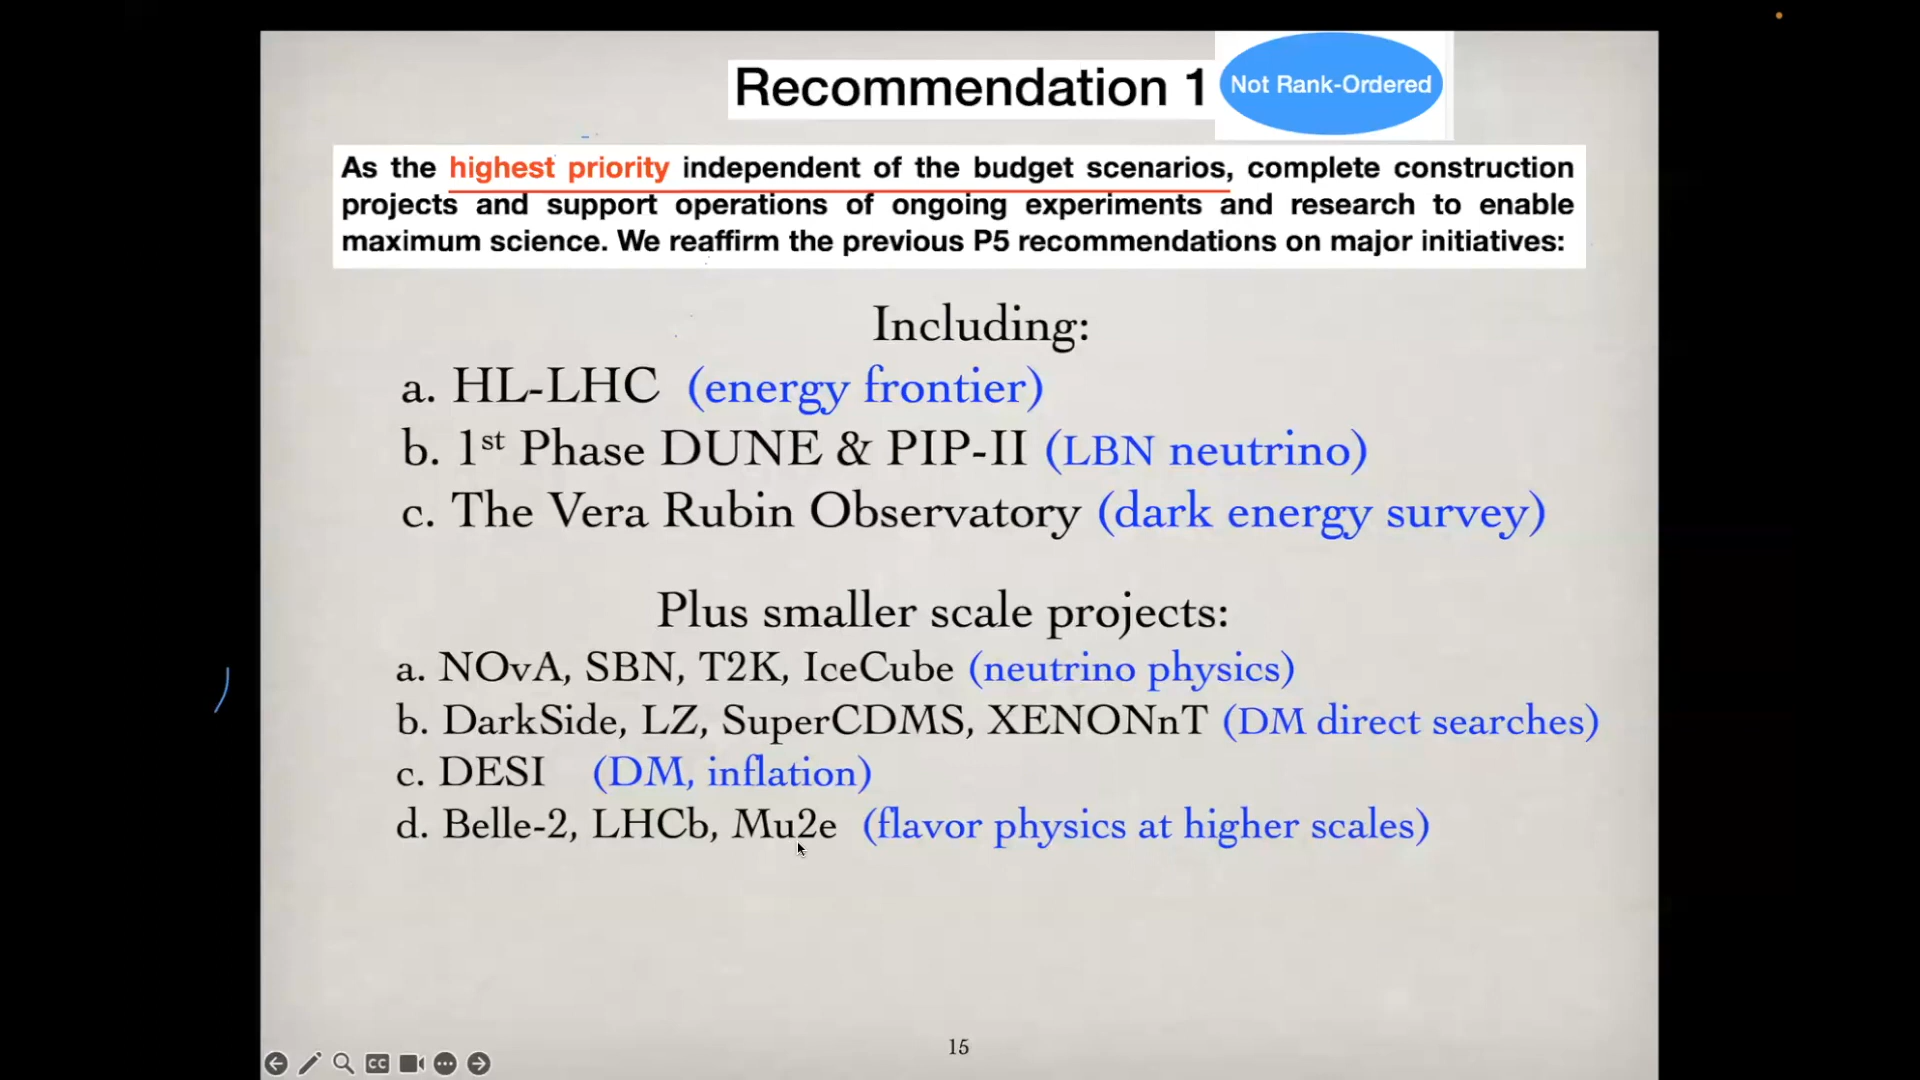 Recommendation 1
Not Rank-Ordered
As the highest priority independent of the budget scenarios, complete construction
projects and support operations of ongoing experiments and research to enable
maximum science. We reaffirm the previous P5 recommendations on major initiatives:
Including:
a. HL-LHC (energy frontier)
b. 1st Phase DUNE & PIP-II (LBN neutrino)
c. The Vera Rubin Observatory (dark energy survey)
Plus smaller scale projects:
a. NOvA, SBN, T2K, IceCube (neutrino physics)
b. DarkSide, LZ, SuperCDMS, XENONnT (DM direct searches)
c. DESI (DM, inflation)
d. Belle-2, LHCb, Mu2e (flavor physics at higher scales)
15
CC